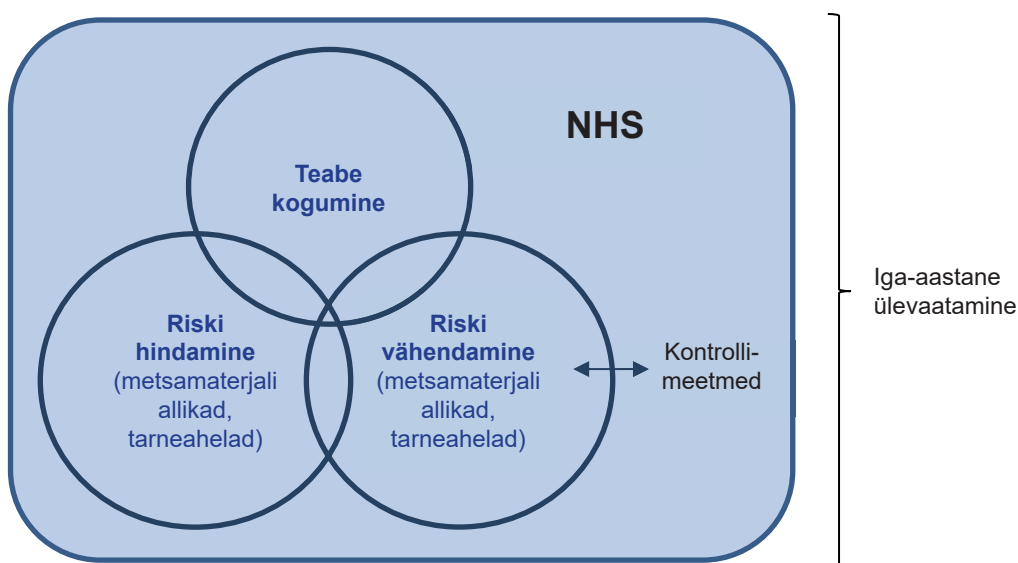 NHS
Teabe
kogumine
Riski
hindamine
(metsamaterjali
allikad,
tarneahelad)
Riski
vähendamine
(metsamaterjali
allikad,
tarneahelad)
Kontrolli-
meetmed
Iga-aastane
ülevaatamine